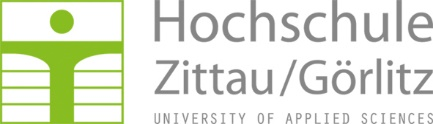 Hochschule
Zittau/Görlitz
UNIVERSITY OF APPLIED SCIENCES